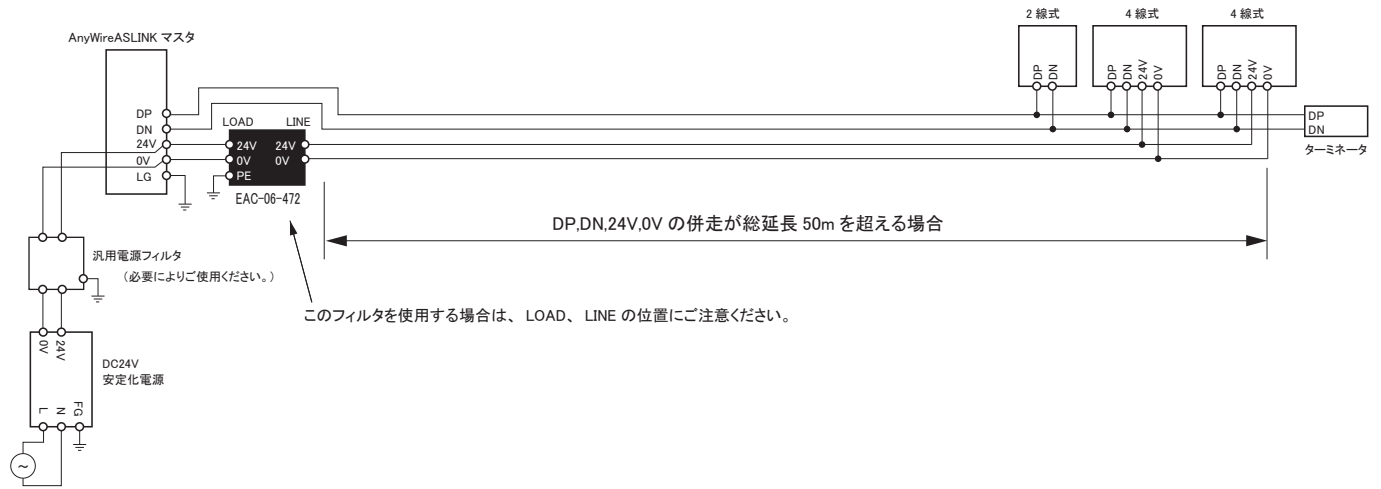 2 線式
4 線式
4 線式
AnyWireASLINK マスタ
DP
DN
DP
DN
24V
0V
DP
DN
24V
0V
DP
DN
24V
0V
LG
LOAD
LINE
24V
24V
0V
0V
PE
EAC-06-472
DP
DN
ターミネータ
DP,DN,24V,0V の併走が総延長 50m を超える場合
汎用電源フィルタ
(必要によりご使用ください。)
このフィルタを使用する場合は、LOAD、LINE の位置にご注意ください。
0V
24V
DC24V
安定化電源
L
N
FG
~